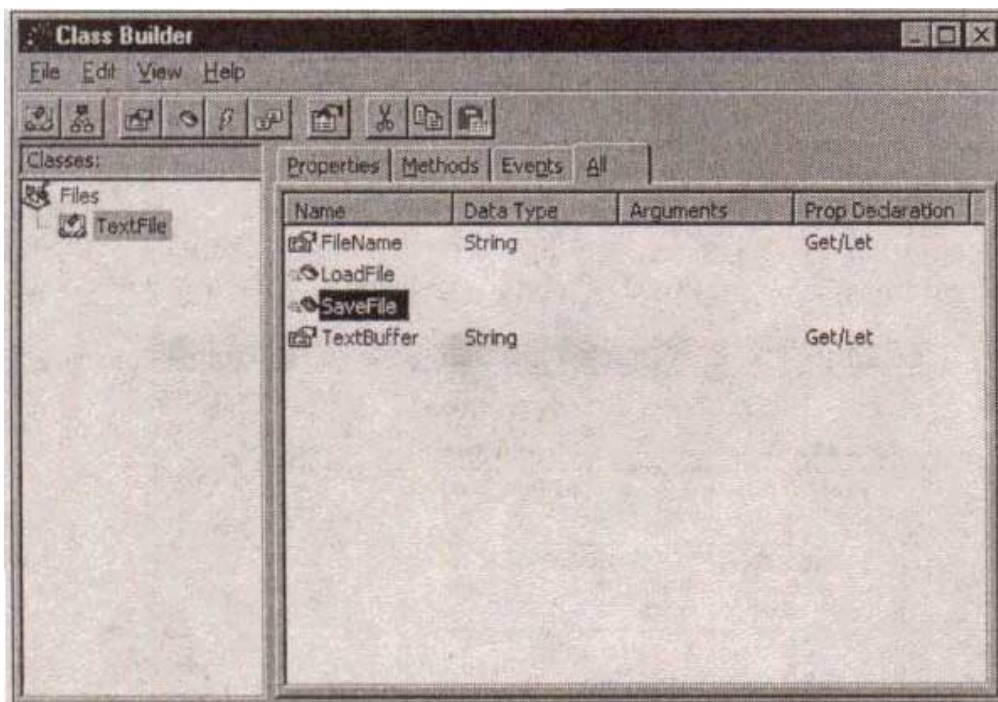 Class Builder
File Edit View Help
Classes:
Files
TextFile
Properties Methods Events All
Name Data Type Arguments Prop Declaration
FileName String Get/Let
LoadFile
SaveFile
TextBuffer String Get/Let